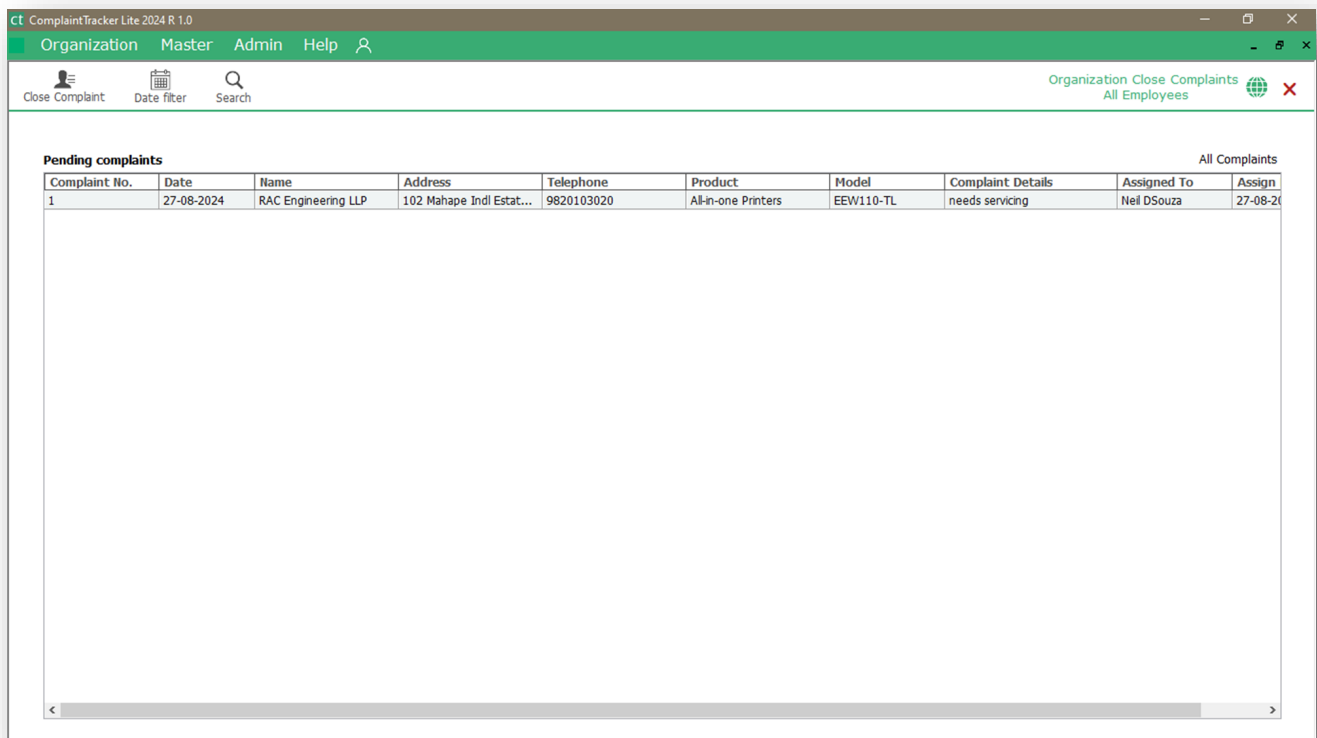 ct ComplaintTracker Lite 2024 R 1.0
Organization Master Admin Help
Close Complaint Date filter Search
Organization Close Complaints
All Employees
Pending complaints All Complaints
Complaint No. Date Name Address Telephone Product Model Complaint Details Assigned To Assign
1 27-08-2024 RAC Engineering LLP 102 Mahape Indl Estat... 9820103020 All-in-one Printers EEW110-TL needs servicing Neil DSouza 27-08-20